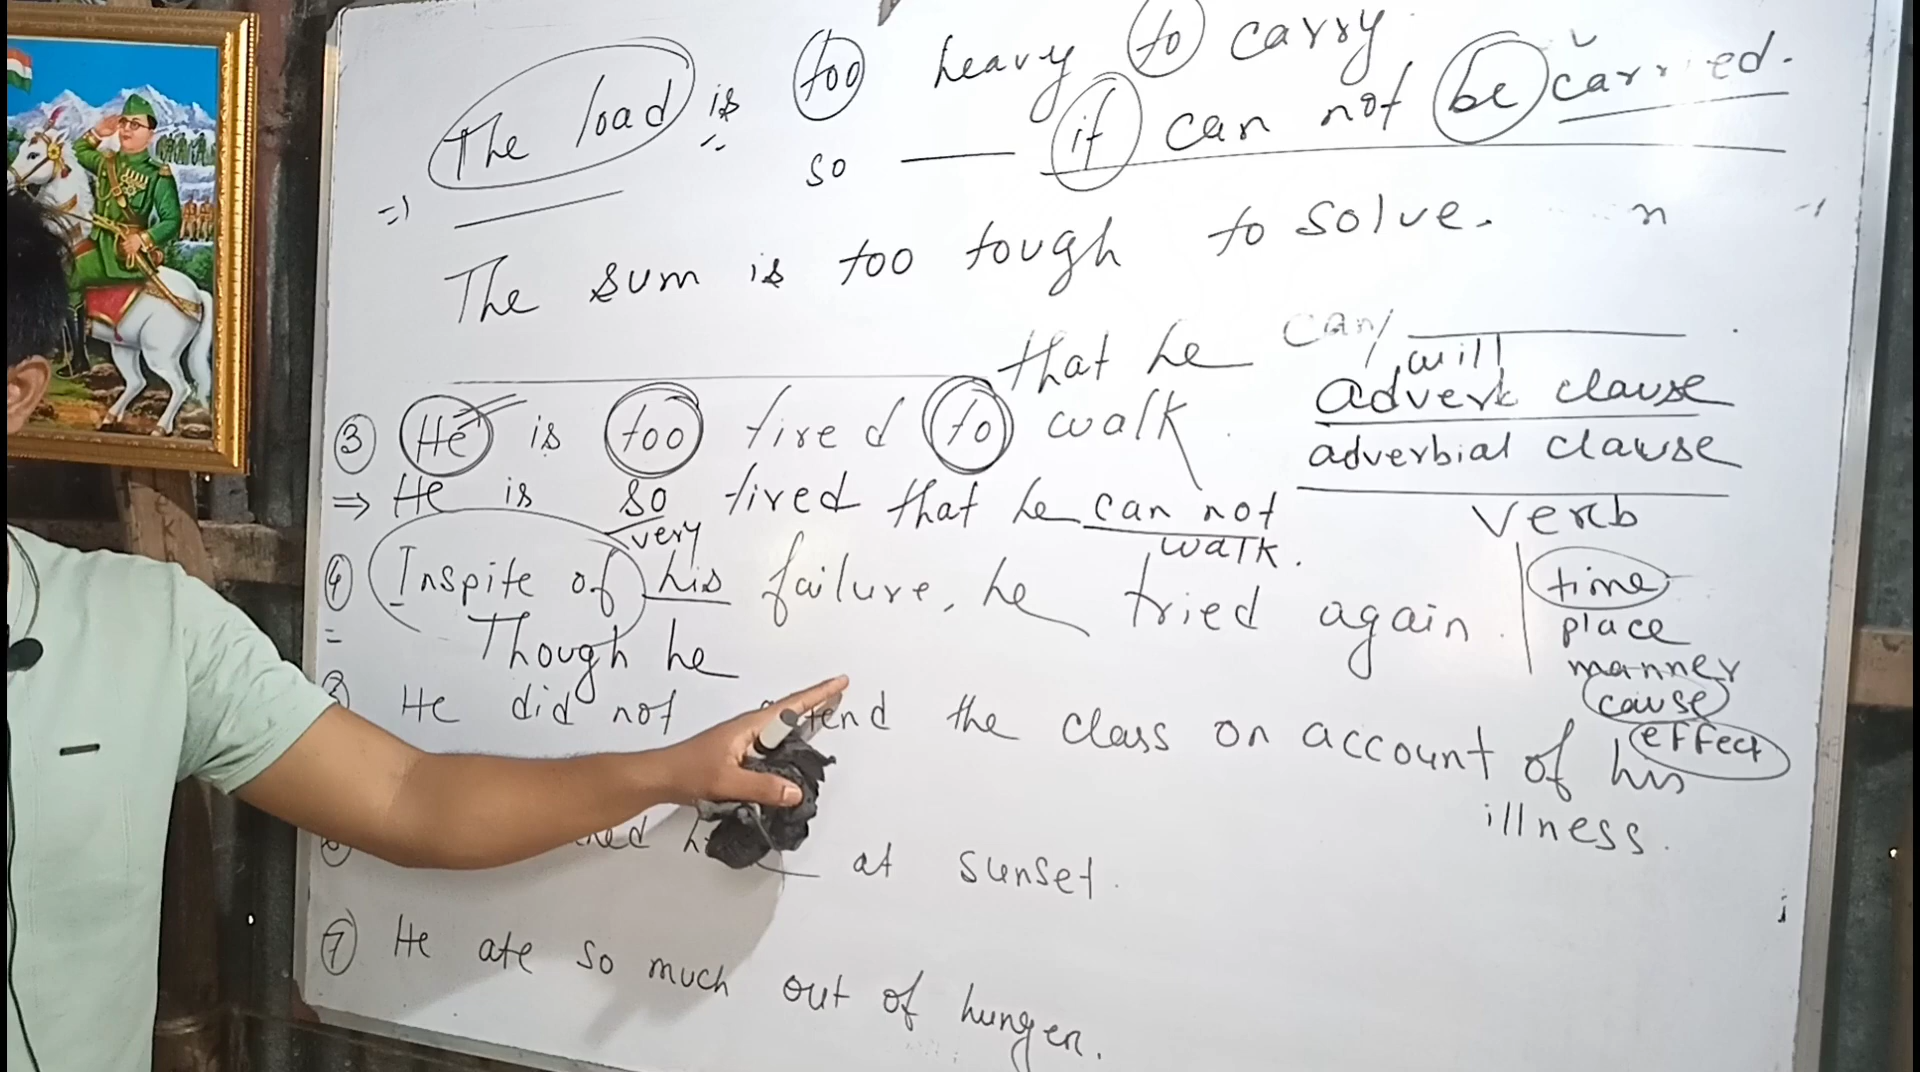 The load is too heavy to carry
so it can not be carried.
=>
The sum is too tough to solve.
n
that he can/will
③ He is too tired to walk.
=> He is so tired that he can not
very walk.
adverb clause
adverbial clause
verb
time
place
manner
cause
effect
④ Inspite of his failure, he tried again.
= Though he
He did not attend the class on account of his
illness.
at sunset.
⑦ He ate so much out of hunger.